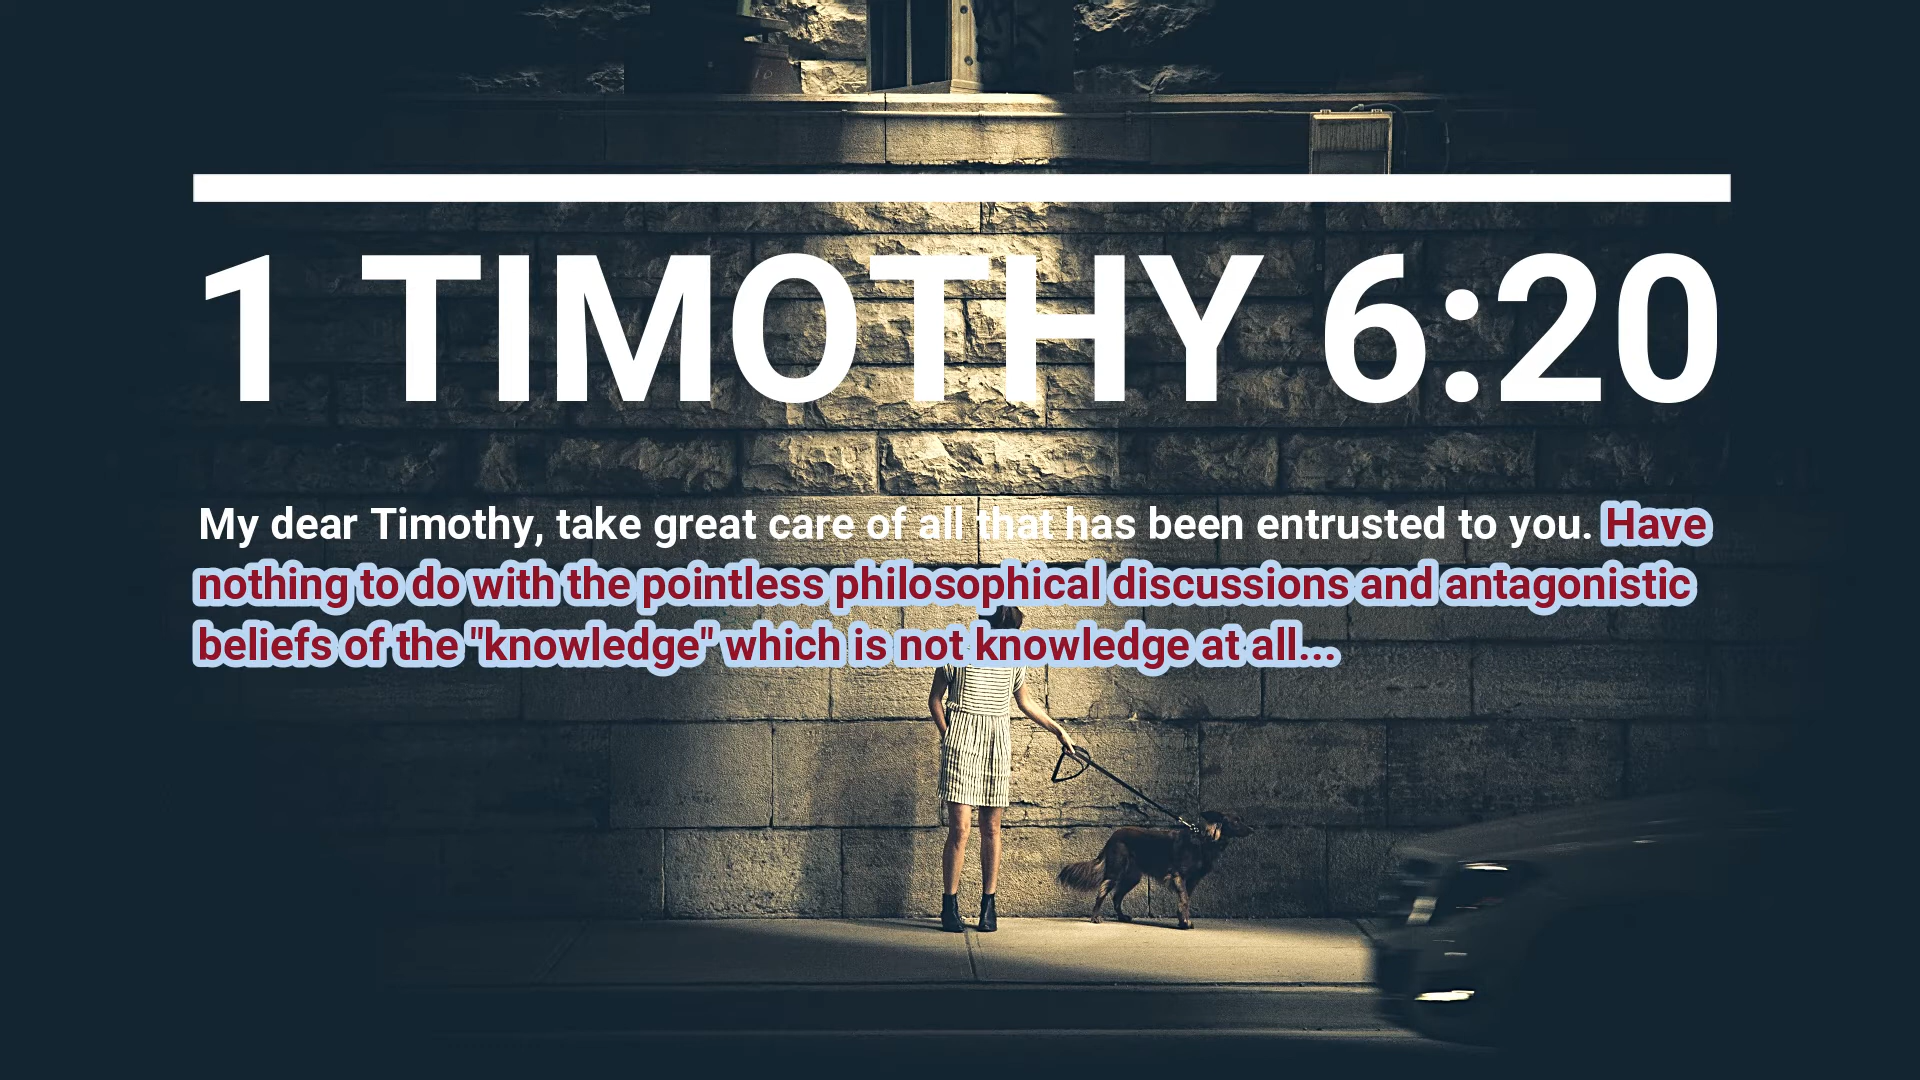 1 TIMOTHY 6:20
My dear Timothy, take great care of all that has been entrusted to you. Have
nothing to do with the pointless philosophical discussions and antagonistic
beliefs of the "knowledge" which is not knowledge at all...